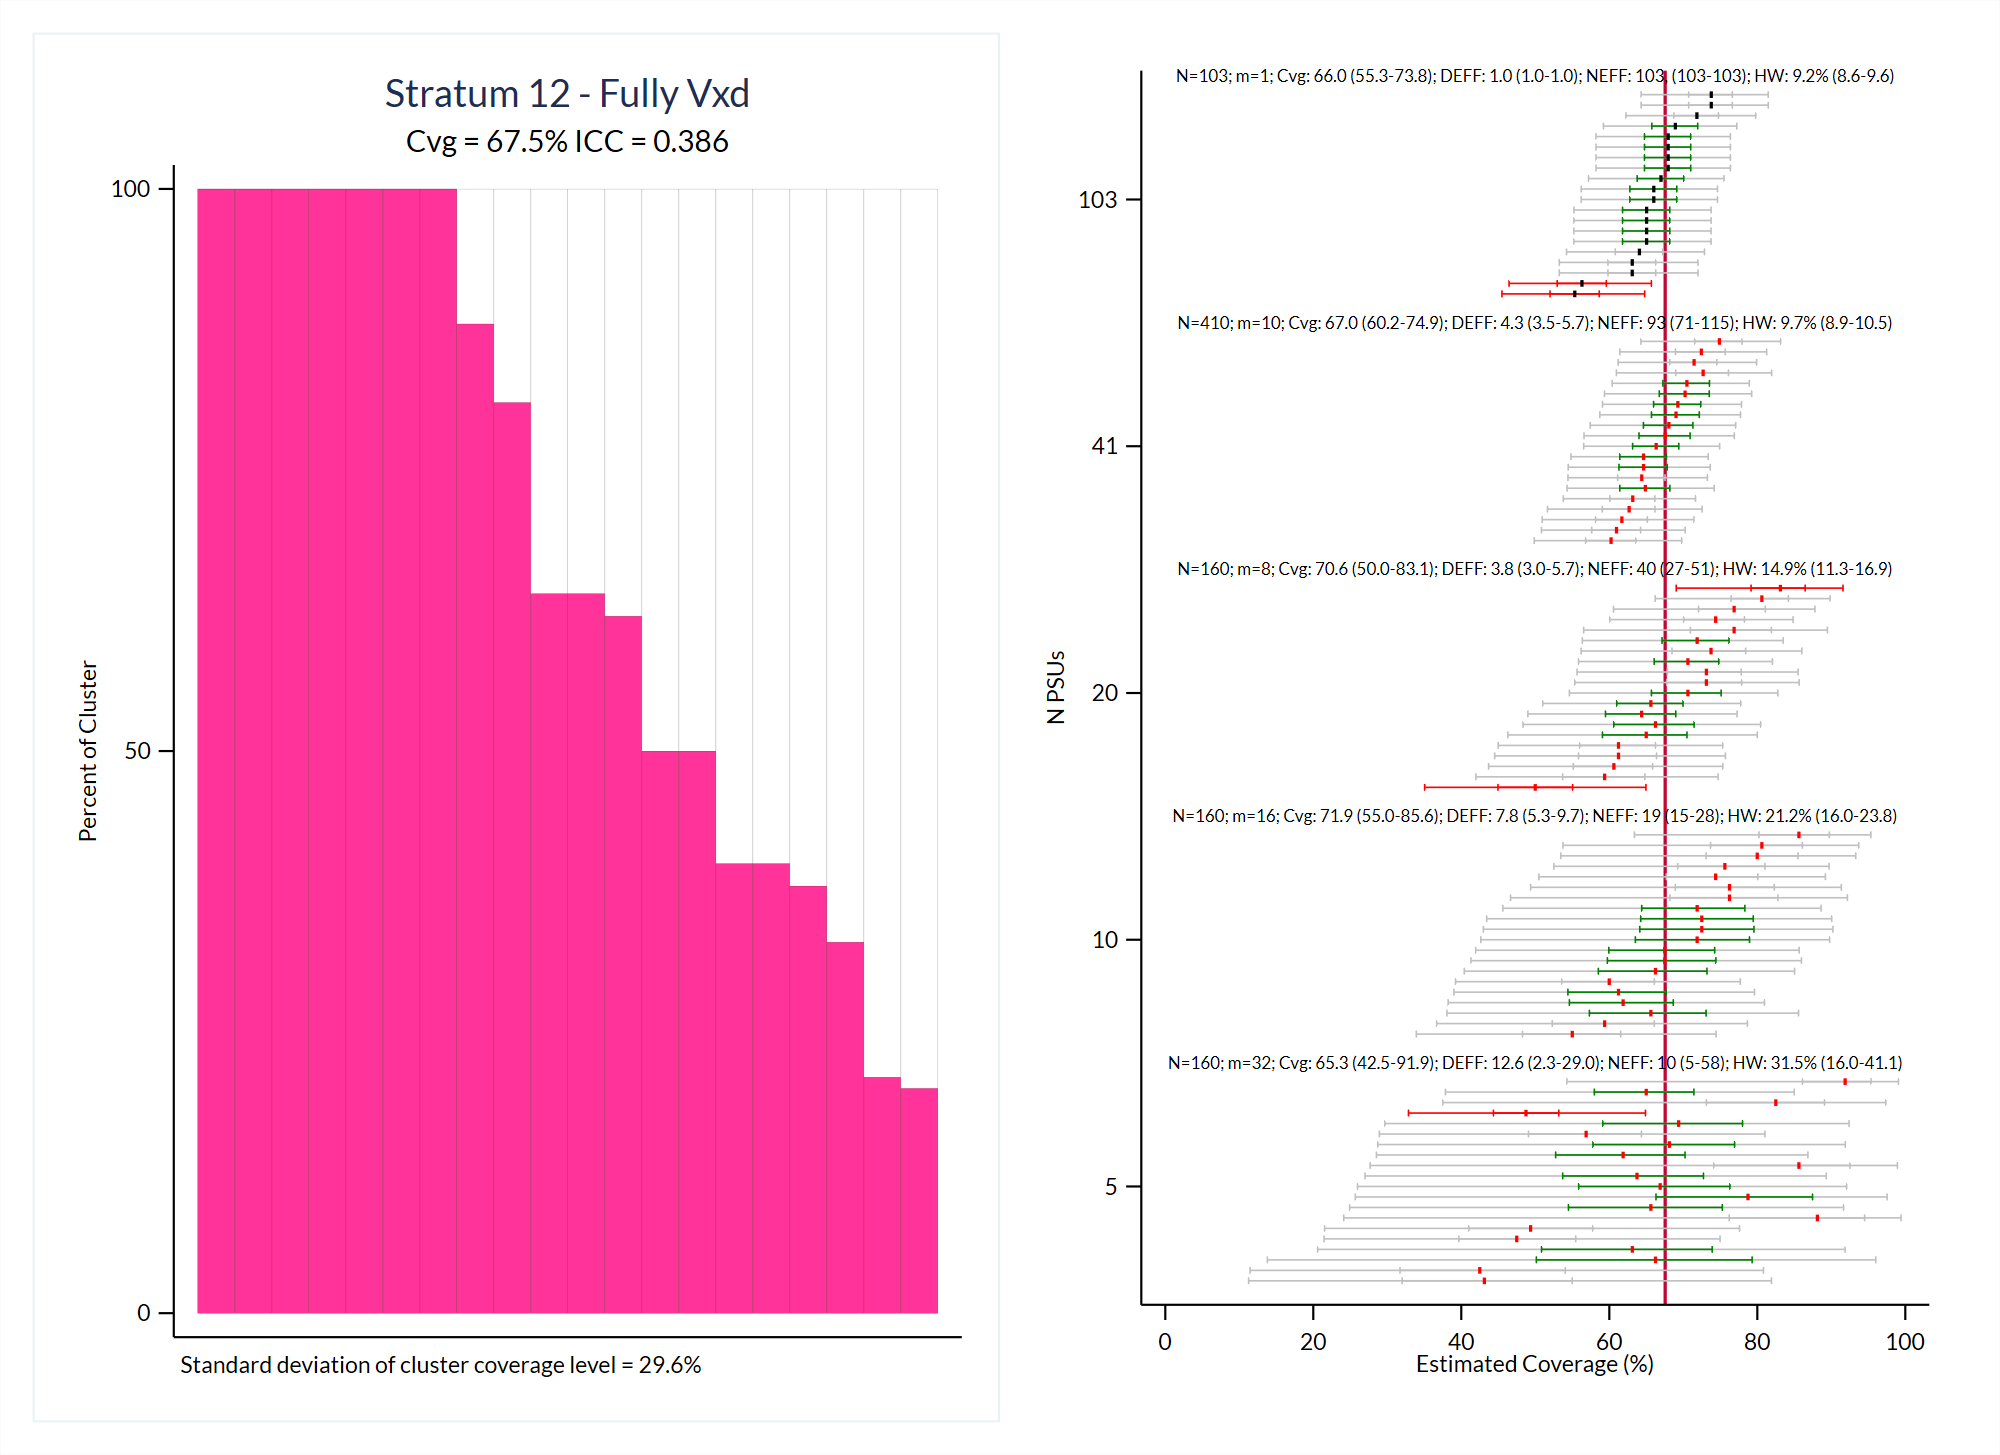 Stratum 12 - Fully Vxd
Cvg = 67.5% ICC = 0.386
100
50
0
Percent of Cluster
Standard deviation of cluster coverage level = 29.6%
N=103; m=1; Cvg: 66.0 (55.3-73.8); DEFF: 1.0 (1.0-1.0); NEFF: 103 (103-103); HW: 9.2% (8.6-9.6)
103
N=410; m=10; Cvg: 67.0 (60.2-74.9); DEFF: 4.3 (3.5-5.7); NEFF: 93 (71-115); HW: 9.7% (8.9-10.5)
41
N=160; m=8; Cvg: 70.6 (50.0-83.1); DEFF: 3.8 (3.0-5.7); NEFF: 40 (27-51); HW: 14.9% (11.3-16.9)
20
N=160; m=16; Cvg: 71.9 (55.0-85.6); DEFF: 7.8 (5.3-9.7); NEFF: 19 (15-28); HW: 21.2% (16.0-23.8)
10
N=160; m=32; Cvg: 65.3 (42.5-91.9); DEFF: 12.6 (2.3-29.0); NEFF: 10 (5-58); HW: 31.5% (16.0-41.1)
5
N PSUs
0 20 40 60 80 100
Estimated Coverage (%)